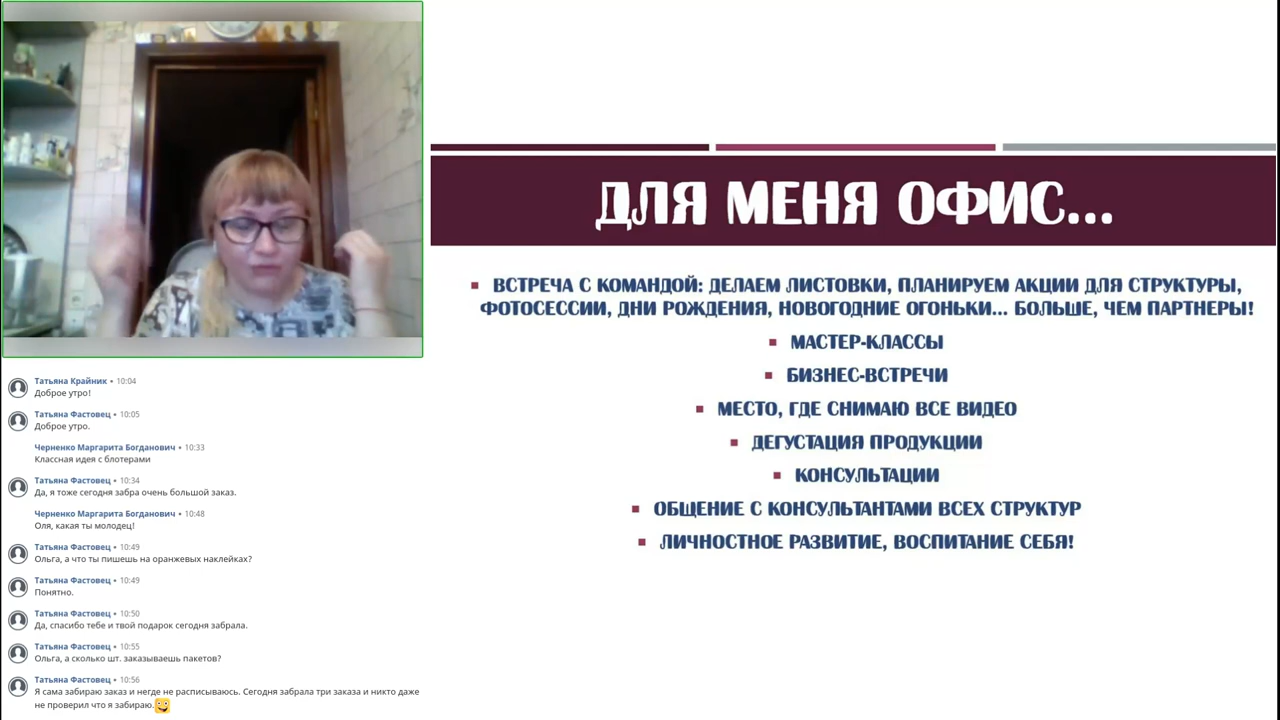 ДЛЯ МЕНЯ ОФИС...
ВСТРЕЧА С КОМАНДОЙ: ДЕЛАЕМ ЛИСТОВКИ, ПЛАНИРУЕМ АКЦИИ ДЛЯ СТРУКТУРЫ,
ФОТОСЕССИИ, ДНИ РОЖДЕНИЯ, НОВОГОДНИЕ ОГОНЬКИ... БОЛЬШЕ, ЧЕМ ПАРТНЕРЫ!
МАСТЕР-КЛАССЫ
БИЗНЕС-ВСТРЕЧИ
МЕСТО, ГДЕ СНИМАЮ ВСЕ ВИДЕО
ДЕГУСТАЦИЯ ПРОДУКЦИИ
КОНСУЛЬТАЦИИ
ОБЩЕНИЕ С КОНСУЛЬТАНТАМИ ВСЕХ СТРУКТУР
ЛИЧНОСТНОЕ РАЗВИТИЕ, ВОСПИТАНИЕ СЕБЯ!
Татьяна Крайник • 10:04
Доброе утро!
Татьяна Фастовец • 10:05
Доброе утро.
Черненко Маргарита Богданович • 10:33
Классная идея с блотерами
Татьяна Фастовец • 10:34
Да, я тоже сегодня забра очень большой заказ.
Черненко Маргарита Богданович • 10:48
Оля, какая ты молодец!
Татьяна Фастовец • 10:49
Ольга, а что ты пишешь на оранжевых наклейках?
Татьяна Фастовец • 10:49
Понятно.
Татьяна Фастовец • 10:50
Да, спасибо тебе и твой подарок сегодня забрала.
Татьяна Фастовец • 10:55
Ольга, а сколько шт. заказываешь пакетов?
Татьяна Фастовец • 10:56
Я сама забираю заказ и негде не расписываюсь. Сегодня забрала три заказа и никто даже
не проверил что я забираю.